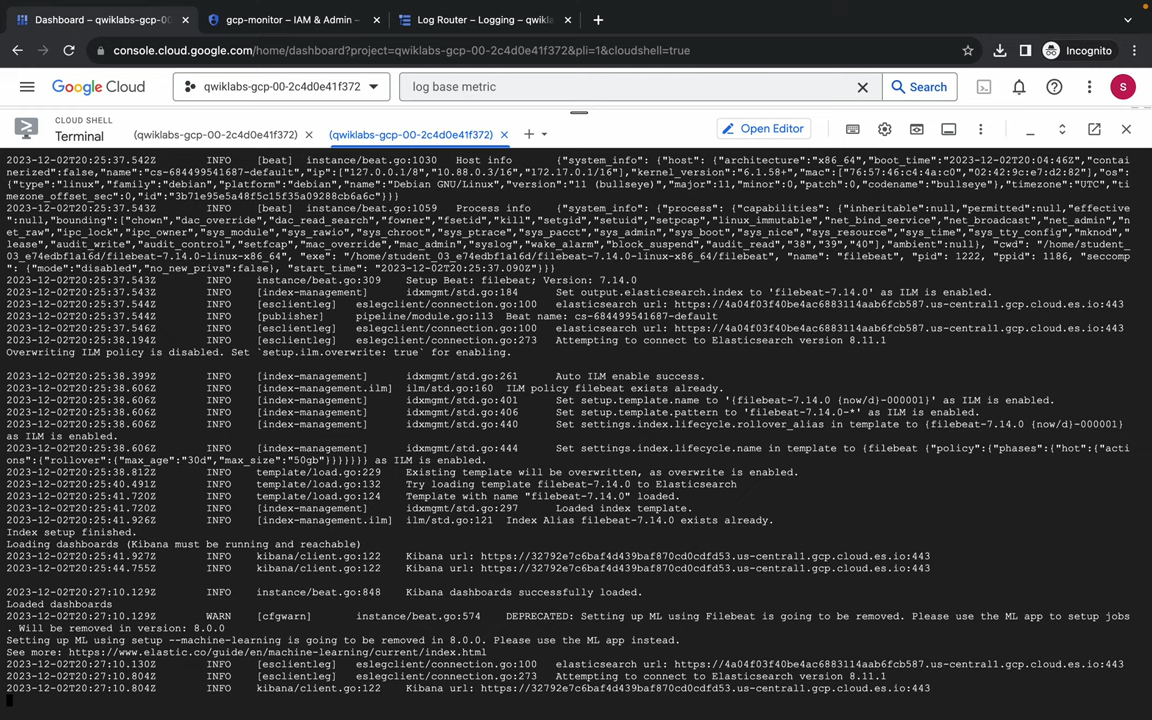 Dashboard – qwiklabs-gcp-00-
gcp-monitor – IAM & Admin –
Log Router – Logging – qwikla
console.cloud.google.com/home/dashboard?project=qwiklabs-gcp-00-2c4d0e41f372&pli=1&cloudshell=true
Incognito
Google Cloud
qwiklabs-gcp-00-2c4d0e41f372
log base metric
Search
S
CLOUD SHELL
Terminal
(qwiklabs-gcp-00-2c4d0e41f372)
(qwiklabs-gcp-00-2c4d0e41f372)
Open Editor
2023-12-02T20:25:37.542Z INFO [beat] instance/beat.go:1030 Host info {"system_info": {"host": {"architecture":"x86_64","boot_time":"2023-12-02T20:04:46Z","contai
nerized":false,"name":"cs-684499541687-default","ip":["127.0.0.1/8","10.88.0.3/16","172.17.0.1/16"],"kernel_version":"6.1.58+","mac":["76:57:46:c4:4a:c0","02:42:9c:e7:d2:82"],"os":
{"type":"linux","family":"debian","platform":"debian","name":"Debian GNU/Linux","version":"11 (bullseye)","major":11,"minor":0,"patch":0,"codename":"bullseye"},"timezone":"UTC","ti
mezone_offset_sec":0,"id":"3b71e95e5a48f5c15f35a09288c6a9cd"}}}
2023-12-02T20:25:37.543Z INFO [beat] instance/beat.go:1059 Process info {"system_info": {"process": {"capabilities": {"inheritable":null,"permitted":null,"effective
":null,"bounding":["chown","dac_override","dac_read_search","fowner","fsetid","kill","setgid","setuid","setpcap","linux_immutable","net_bind_service","net_broadcast","net_admin","n
et_raw","ipc_lock","ipc_owner","sys_module","sys_rawio","sys_chroot","sys_ptrace","sys_pacct","sys_admin","sys_boot","sys_nice","sys_resource","sys_time","sys_tty_config","mknod","
lease","audit_write","audit_control","setfcap","mac_override","mac_admin","syslog","wake_alarm","block_suspend","audit_read","38","39","40"],"ambient":null}, "cwd": "/home/student
_03_e74edbf1a16d/filebeat-7.14.0-linux-x86_64", "exe": "/home/student_03_e74edbf1a16d/filebeat-7.14.0-linux-x86_64/filebeat", "name": "filebeat", "pid": 1222, "ppid": 1186, "seccomp
": {"mode":"disabled","no_new_privs":false}, "start_time": "2023-12-02T20:25:37.090Z"}}}
2023-12-02T20:25:37.543Z INFO instance/beat.go:309 Setup Beat: filebeat; Version: 7.14.0
2023-12-02T20:25:37.543Z INFO [index-management] idxmgmt/std.go:184 Set output.elasticsearch.index to 'filebeat-7.14.0' as ILM is enabled.
2023-12-02T20:25:37.544Z INFO [esclientleg] eslegclient/connection.go:100 elasticsearch url: https://4a04f03d54be4ac6883114aab6fcb587.us-central1.gcp.cloud.es.io:443
2023-12-02T20:25:37.544Z INFO [publisher] pipeline/module.go:113 Beat name: cs-684499541687-default
2023-12-02T20:25:37.546Z INFO [esclientleg] eslegclient/connection.go:100 elasticsearch url: https://4a04f03d54be4ac6883114aab6fcb587.us-central1.gcp.cloud.es.io:443
2023-12-02T20:25:38.194Z INFO [esclientleg] eslegclient/connection.go:273 Attempting to connect to Elasticsearch version 8.11.1
Overwriting ILM policy is disabled. Set `setup.ilm.overwrite: true` for enabling.
2023-12-02T20:25:38.399Z INFO [index-management] idxmgmt/std.go:261 Auto ILM enable success.
2023-12-02T20:25:38.606Z INFO [index-management.ilm] ilm/std.go:160 ILM policy filebeat exists already.
2023-12-02T20:25:38.606Z INFO [index-management] idxmgmt/std.go:401 Set setup.template.name to '{filebeat-7.14.0 {now/d}-000001}' as ILM is enabled.
2023-12-02T20:25:38.606Z INFO [index-management] idxmgmt/std.go:406 Set setup.template.pattern to 'filebeat-7.14.0-*' as ILM is enabled.
2023-12-02T20:25:38.606Z INFO [index-management] idxmgmt/std.go:440 Set settings.index.lifecycle.rollover_alias in template to {filebeat-7.14.0 {now/d}-000001}
as ILM is enabled.
2023-12-02T20:25:38.606Z INFO [index-management] idxmgmt/std.go:444 Set settings.index.lifecycle.name in template to {filebeat {"policy":{"phases":{"hot":{"acti
ons":{"rollover":{"max_age":"30d","max_size":"50gb"}}}}}}} as ILM is enabled.
2023-12-02T20:25:38.812Z INFO template/load.go:229 Existing template will be overwritten, as overwrite is enabled.
2023-12-02T20:25:40.491Z INFO template/load.go:132 Try loading template filebeat-7.14.0 to Elasticsearch
2023-12-02T20:25:41.720Z INFO template/load.go:124 Template with name "filebeat-7.14.0" loaded.
2023-12-02T20:25:41.720Z INFO [index-management] idxmgmt/std.go:297 Loaded index template.
2023-12-02T20:25:41.926Z INFO [index-management.ilm] ilm/std.go:121 Index Alias filebeat-7.14.0 exists already.
Index setup finished.
Loading dashboards (Kibana must be running and reachable)
2023-12-02T20:25:41.927Z INFO kibana/client.go:122 Kibana url: https://32792e7c6baf4d439baf870cd0cdfd53.us-central1.gcp.cloud.es.io:443
2023-12-02T20:25:44.755Z INFO kibana/client.go:122 Kibana url: https://32792e7c6baf4d439baf870cd0cdfd53.us-central1.gcp.cloud.es.io:443
2023-12-02T20:27:10.129Z INFO instance/beat.go:848 Kibana dashboards successfully loaded.
Loaded dashboards
2023-12-02T20:27:10.129Z WARN [cfgwarn] instance/beat.go:574 DEPRECATED: Setting up ML using Filebeat is going to be removed. Please use the ML app to setup jobs
. Will be removed in version: 8.0.0
Setting up ML using setup --machine-learning is going to be removed in 8.0.0. Please use the ML app instead.
See more: https://www.elastic.co/guide/en/machine-learning/current/index.html
2023-12-02T20:27:10.130Z INFO [esclientleg] eslegclient/connection.go:100 elasticsearch url: https://4a04f03d54be4ac6883114aab6fcb587.us-central1.gcp.cloud.es.io:443
2023-12-02T20:27:10.804Z INFO [esclientleg] eslegclient/connection.go:273 Attempting to connect to Elasticsearch version 8.11.1
2023-12-02T20:27:10.804Z INFO kibana/client.go:122 Kibana url: https://32792e7c6baf4d439baf870cd0cdfd53.us-central1.gcp.cloud.es.io:443